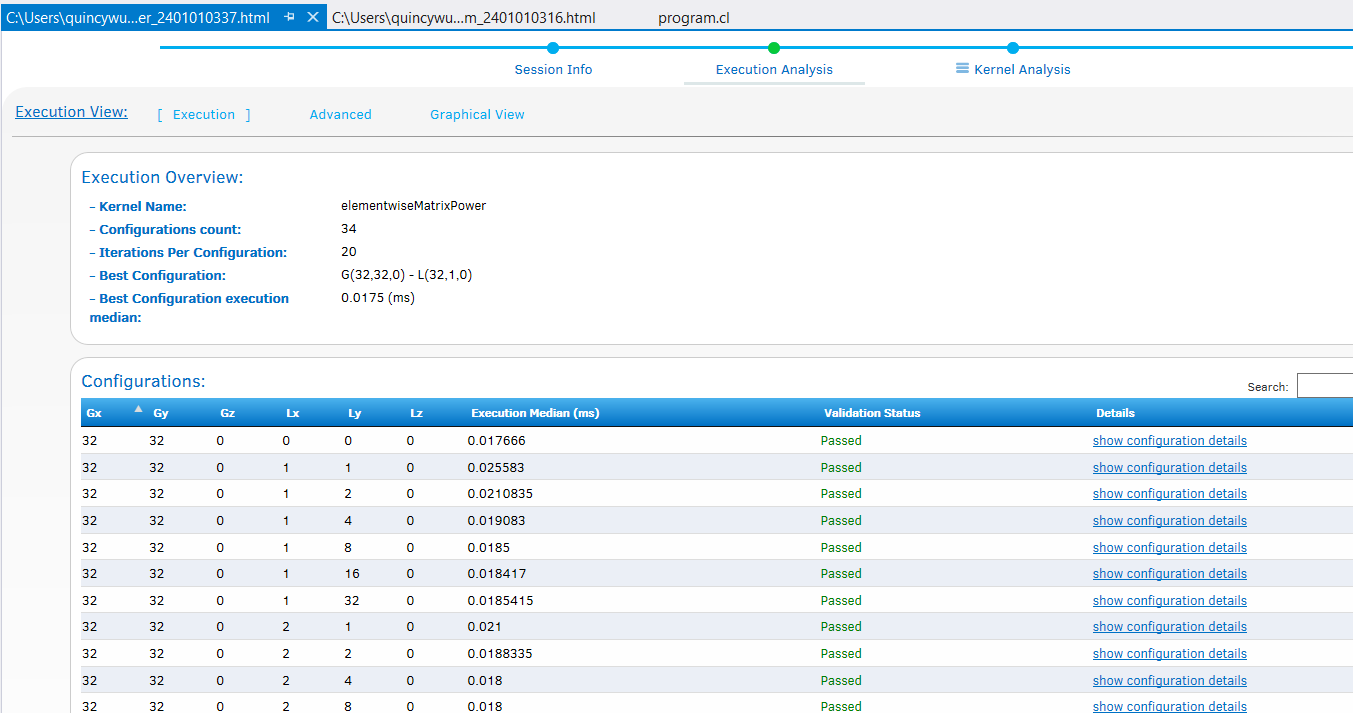 C:\Users\quincywu...er_2401010337.html C:\Users\quincywu...m_2401010316.html program.cl
Session Info Execution Analysis Kernel Analysis
Execution View: [ Execution ] Advanced Graphical View
Execution Overview:
– Kernel Name: elementwiseMatrixPower
– Configurations count: 34
– Iterations Per Configuration: 20
– Best Configuration: G(32,32,0) - L(32,1,0)
– Best Configuration execution 0.0175 (ms)
median:
Configurations:
Search:
Gx Gy Gz Lx Ly Lz Execution Median (ms) Validation Status Details
32 32 0 0 0 0 0.017666 Passed show configuration details
32 32 0 1 1 0 0.025583 Passed show configuration details
32 32 0 1 2 0 0.0210835 Passed show configuration details
32 32 0 1 4 0 0.019083 Passed show configuration details
32 32 0 1 8 0 0.0185 Passed show configuration details
32 32 0 1 16 0 0.018417 Passed show configuration details
32 32 0 1 32 0 0.0185415 Passed show configuration details
32 32 0 2 1 0 0.021 Passed show configuration details
32 32 0 2 2 0 0.0188335 Passed show configuration details
32 32 0 2 4 0 0.018 Passed show configuration details
32 32 0 2 8 0 0.018 Passed show configuration details